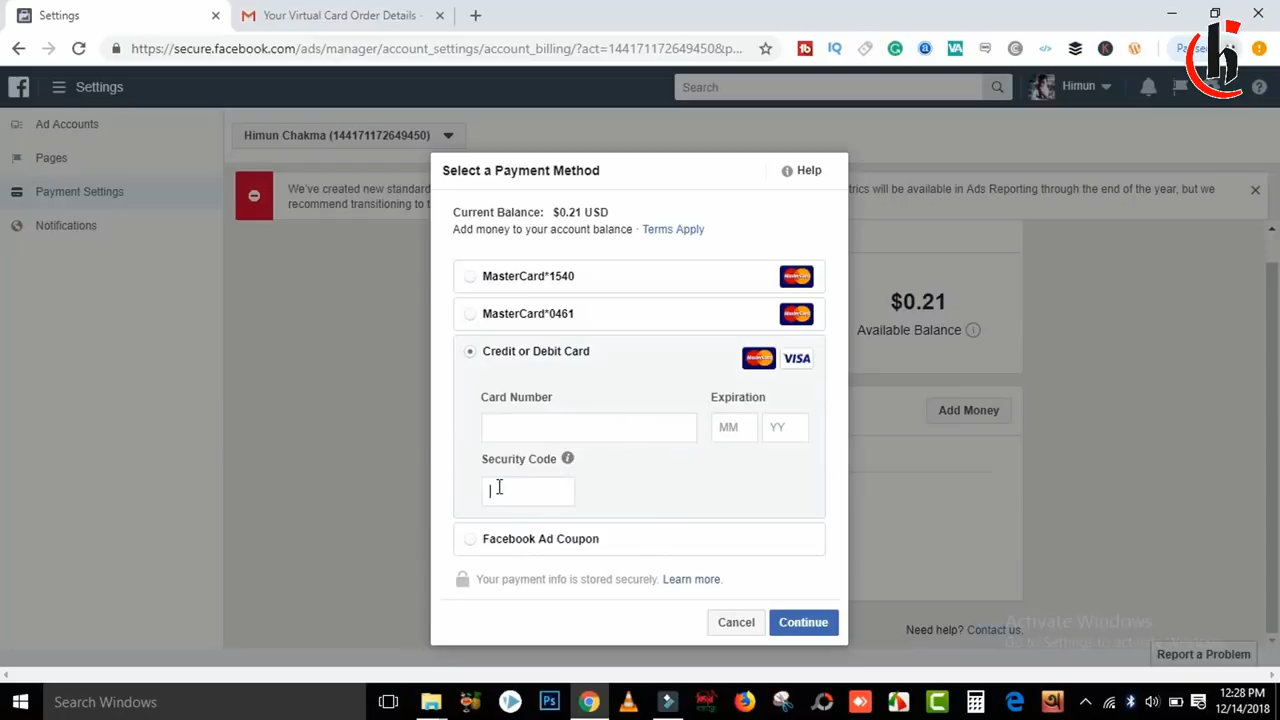 Settings
Your Virtual Card Order Details -
https://secure.facebook.com/ads/manager/account_settings/account_billing/?act=144171172649450&p...
Settings
Search
Himun
Ad Accounts
Pages
Payment Settings
Notifications
Himun Chakma (144171172649450)
We've created new standard
trics will be available in Ads Reporting through the end of the year, but we
recommend transitioning to t
Select a Payment Method
Help
Current Balance: $0.21 USD
Add money to your account balance · Terms Apply
MasterCard*1540
MasterCard
MasterCard*0461
MasterCard
Credit or Debit Card
MasterCard VISA
Card Number
Expiration
MM
YY
Security Code
Facebook Ad Coupon
Your payment info is stored securely. Learn more.
Cancel
Continue
$0.21
Available Balance
Add Money
Need help? Contact us.
Activate Windows
Report a Problem
Search Windows
12:28 PM
12/14/2018